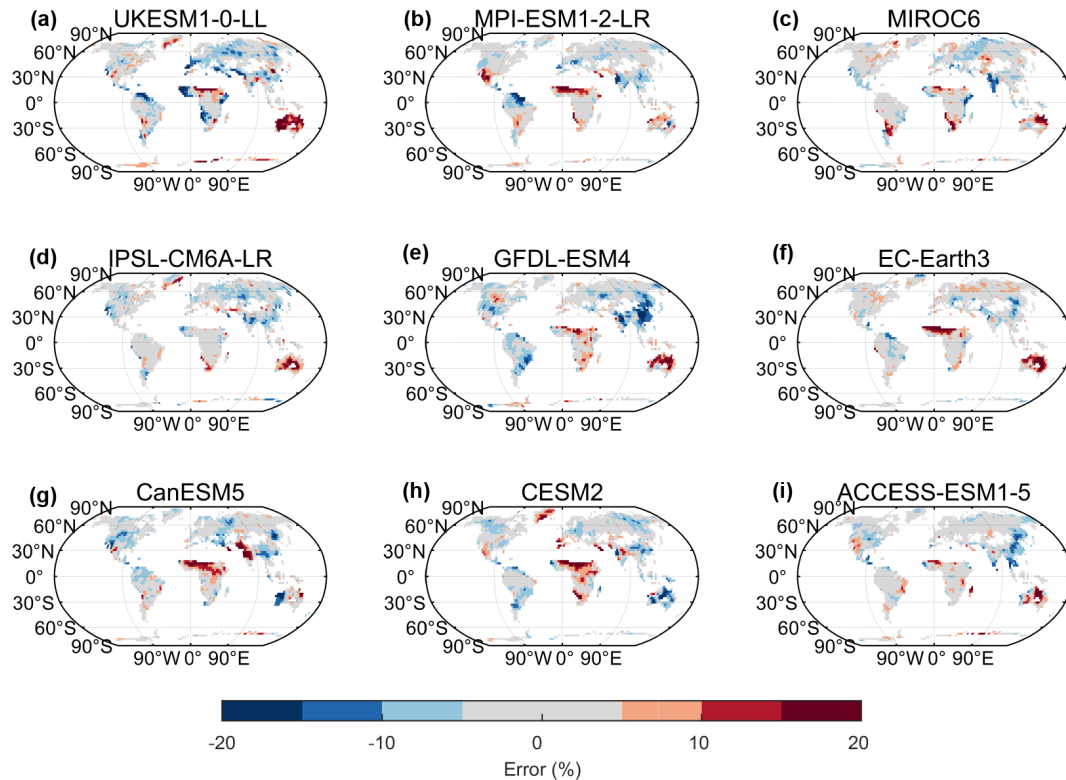 (a) UKESM1-0-LL
(b) MPI-ESM1-2-LR
(c) MIROC6
90°N
60°N
30°N
0°
30°S
60°S
90°S
90°W 0° 90°E
90°N
60°N
30°N
0°
30°S
60°S
90°S
90°W 0° 90°E
90°N
60°N
30°N
0°
30°S
60°S
90°S
90°W 0° 90°E
(d) IPSL-CM6A-LR
(e) GFDL-ESM4
(f) EC-Earth3
90°N
60°N
30°N
0°
30°S
60°S
90°S
90°W 0° 90°E
90°N
60°N
30°N
0°
30°S
60°S
90°S
90°W 0° 90°E
90°N
60°N
30°N
0°
30°S
60°S
90°S
90°W 0° 90°E
(g) CanESM5
(h) CESM2
(i) ACCESS-ESM1-5
90°N
60°N
30°N
0°
30°S
60°S
90°S
90°W 0° 90°E
90°N
60°N
30°N
0°
30°S
60°S
90°S
90°W 0° 90°E
90°N
60°N
30°N
0°
30°S
60°S
90°S
90°W 0° 90°E
-20 -10 0 10 20
Error (%)